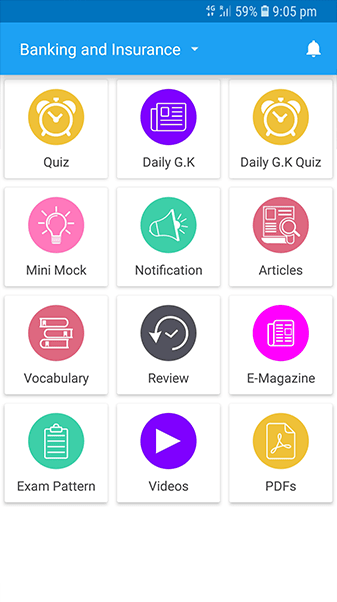 4G 59% 9:05 pm
Banking and Insurance
Quiz Daily G.K Daily G.K Quiz
Mini Mock Notification Articles
Vocabulary Review E-Magazine
Exam Pattern Videos PDFs